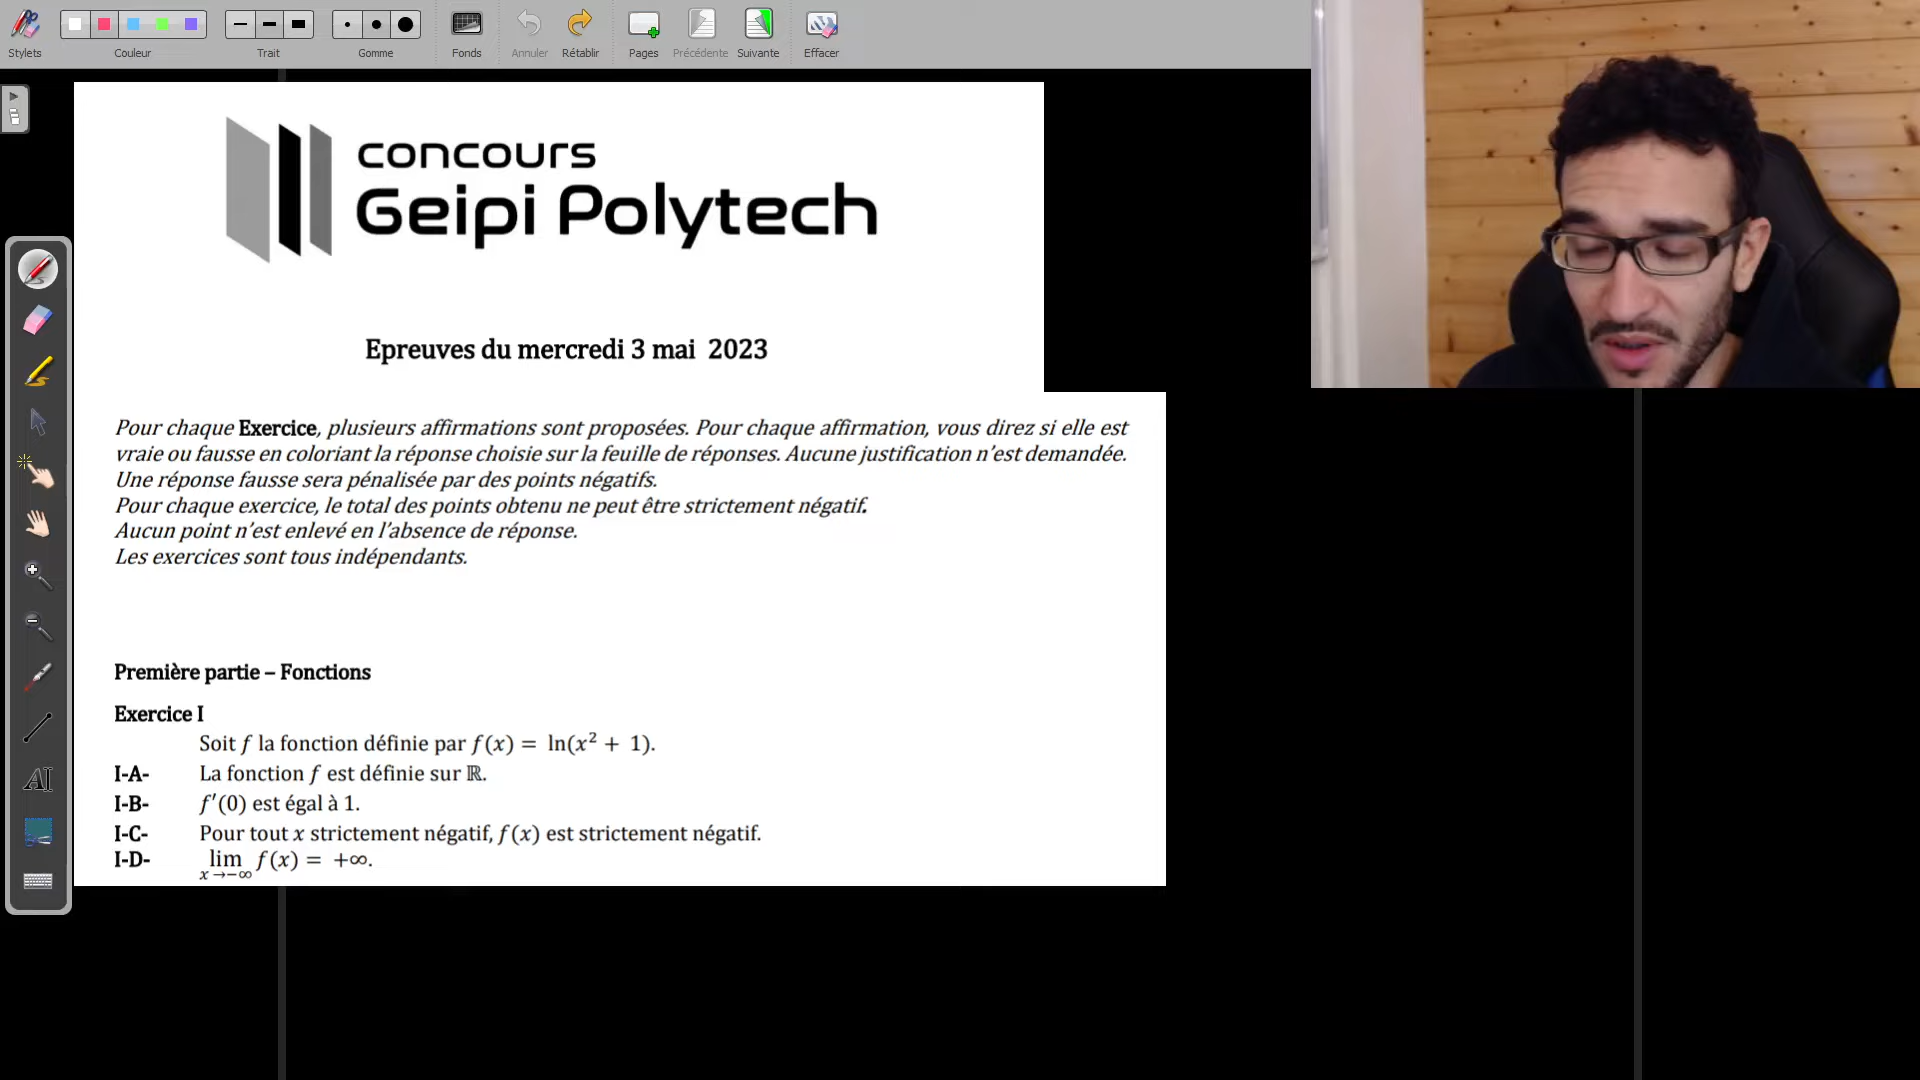 Stylets Couleur Trait Gomme Fonds Annuler Rétablir Pages Précédente Suivante Effacer
concours
Geipi Polytech
Epreuves du mercredi 3 mai 2023
Pour chaque Exercice, plusieurs affirmations sont proposées. Pour chaque affirmation, vous direz si elle est
vraie ou fausse en coloriant la réponse choisie sur la feuille de réponses. Aucune justification n’est demandée.
Une réponse fausse sera pénalisée par des points négatifs.
Pour chaque exercice, le total des points obtenu ne peut être strictement négatif.
Aucun point n’est enlevé en l’absence de réponse.
Les exercices sont tous indépendants.
Première partie – Fonctions
Exercice I
Soit f la fonction définie par f(x) = ln(x² + 1).
I-A- La fonction f est définie sur ℝ.
I-B- f′(0) est égal à 1.
I-C- Pour tout x strictement négatif, f(x) est strictement négatif.
I-D- lim f(x) = +∞.
x→−∞
AI